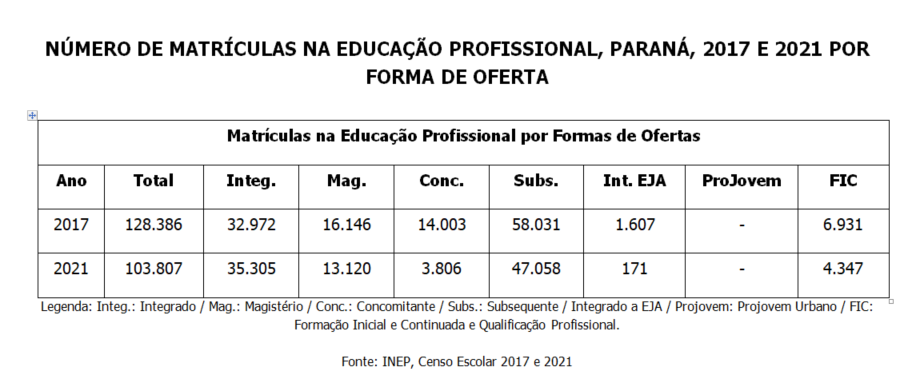 NÚMERO DE MATRÍCULAS NA EDUCAÇÃO PROFISSIONAL, PARANÁ, 2017 E 2021 POR
FORMA DE OFERTA
Matrículas na Educação Profissional por Formas de Ofertas
Ano Total Integ. Mag. Conc. Subs. Int. EJA ProJovem FIC
2017 128.386 32.972 16.146 14.003 58.031 1.607 - 6.931
2021 103.807 35.305 13.120 3.806 47.058 171 - 4.347
Legenda: Integ.: Integrado / Mag.: Magistério / Conc.: Concomitante / Subs.: Subsequente / Integrado a EJA / Projovem: Projovem Urbano / FIC:
Formação Inicial e Continuada e Qualificação Profissional.
Fonte: INEP, Censo Escolar 2017 e 2021